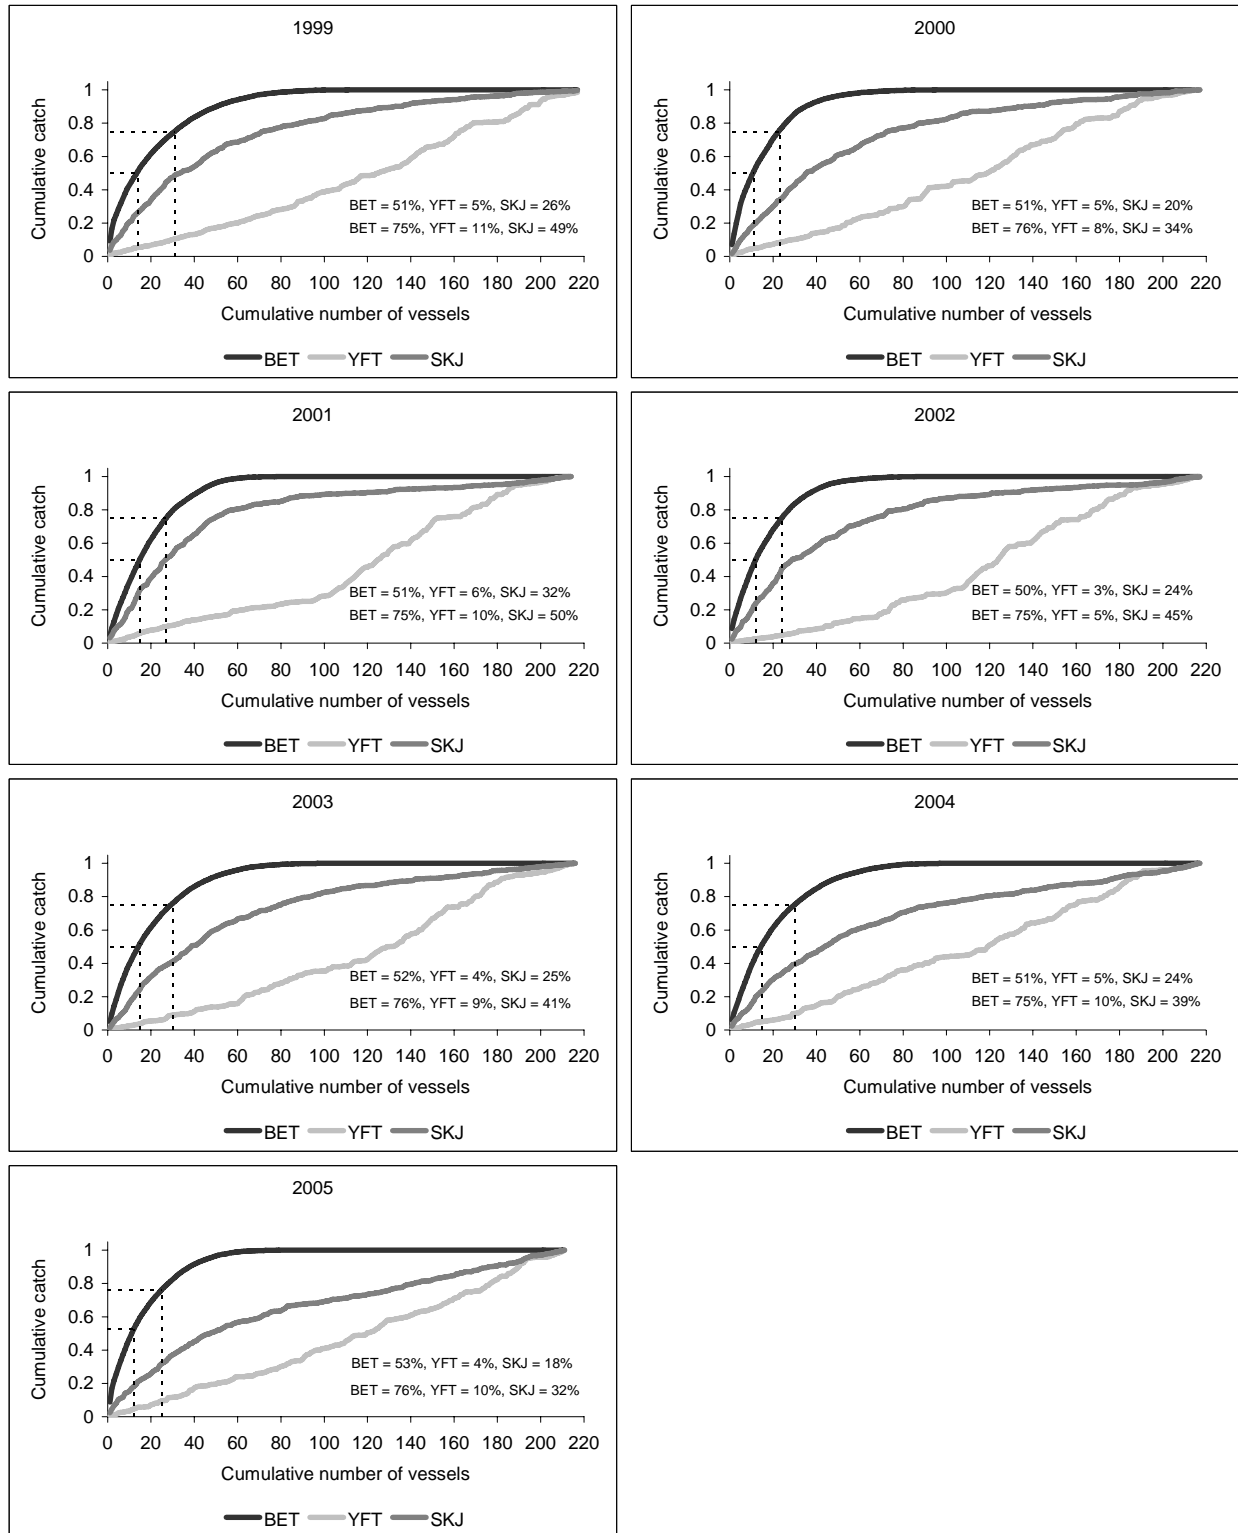 1999
Cumulative catch
1
0.8
0.6
0.4
0.2
0
BET = 51%, YFT = 5%, SKJ = 26%
BET = 75%, YFT = 11%, SKJ = 49%
0 20 40 60 80 100 120 140 160 180 200 220
Cumulative number of vessels
BET YFT SKJ
2000
Cumulative catch
1
0.8
0.6
0.4
0.2
0
BET = 51%, YFT = 5%, SKJ = 20%
BET = 76%, YFT = 8%, SKJ = 34%
0 20 40 60 80 100 120 140 160 180 200 220
Cumulative number of vessels
BET YFT SKJ
2001
Cumulative catch
1
0.8
0.6
0.4
0.2
0
BET = 51%, YFT = 6%, SKJ = 32%
BET = 75%, YFT = 10%, SKJ = 50%
0 20 40 60 80 100 120 140 160 180 200 220
Cumulative number of vessels
BET YFT SKJ
2002
Cumulative catch
1
0.8
0.6
0.4
0.2
0
BET = 50%, YFT = 3%, SKJ = 24%
BET = 75%, YFT = 5%, SKJ = 45%
0 20 40 60 80 100 120 140 160 180 200 220
Cumulative number of vessels
BET YFT SKJ
2003
Cumulative catch
1
0.8
0.6
0.4
0.2
0
BET = 52%, YFT = 4%, SKJ = 25%
BET = 76%, YFT = 9%, SKJ = 41%
0 20 40 60 80 100 120 140 160 180 200 220
Cumulative number of vessels
BET YFT SKJ
2004
Cumulative catch
1
0.8
0.6
0.4
0.2
0
BET = 51%, YFT = 5%, SKJ = 24%
BET = 75%, YFT = 10%, SKJ = 39%
0 20 40 60 80 100 120 140 160 180 200 220
Cumulative number of vessels
BET YFT SKJ
2005
Cumulative catch
1
0.8
0.6
0.4
0.2
0
BET = 53%, YFT = 4%, SKJ = 18%
BET = 76%, YFT = 10%, SKJ = 32%
0 20 40 60 80 100 120 140 160 180 200 220
Cumulative number of vessels
BET YFT SKJ